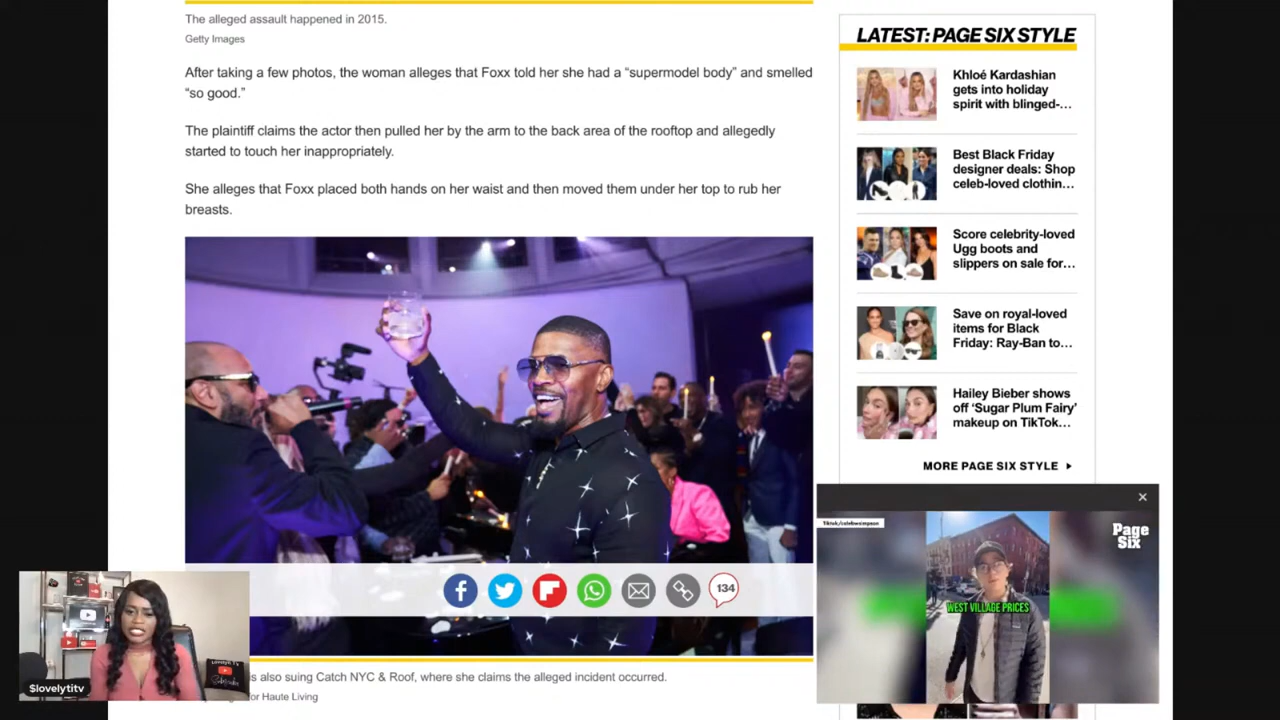 The alleged assault happened in 2015.
Getty Images
After taking a few photos, the woman alleges that Foxx told her she had a “supermodel body” and smelled
“so good.”
The plaintiff claims the actor then pulled her by the arm to the back area of the rooftop and allegedly
started to touch her inappropriately.
She alleges that Foxx placed both hands on her waist and then moved them under her top to rub her
breasts.
134
is also suing Catch NYC & Roof, where she claims the alleged incident occurred.
for Haute Living
LATEST: PAGE SIX STYLE
Khloé Kardashian
gets into holiday
spirit with blinged-…
Best Black Friday
designer deals: Shop
celeb-loved clothin…
Score celebrity-loved
Ugg boots and
slippers on sale for…
Save on royal-loved
items for Black
Friday: Ray-Ban to…
Hailey Bieber shows
off ‘Sugar Plum Fairy’
makeup on TikTok…
MORE PAGE SIX STYLE
Page
Six
WEST VILLAGE PRICES
$lovelytitv